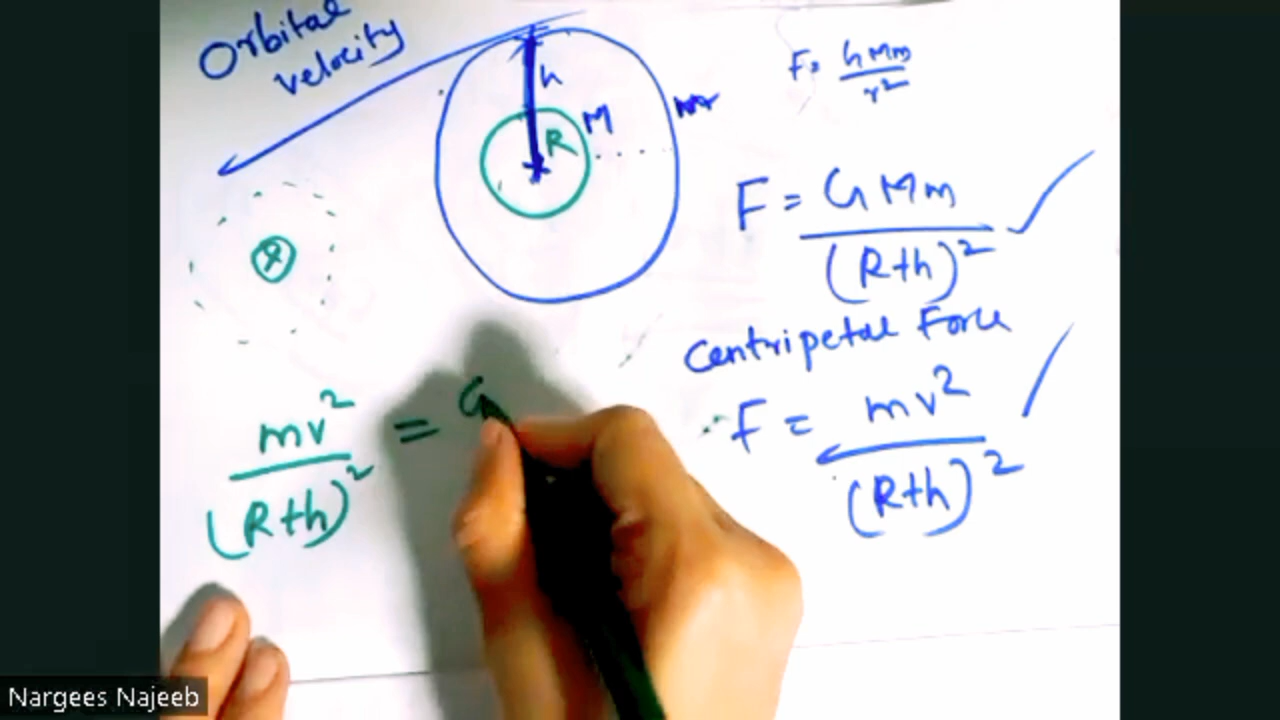 Orbital
velocity
h
R
M
F = GMm
r²
F = GMm
(R+h)²
Centripetal Force
F = mv²
(R+h)²
mv² = G
(R+h)²
Nargees Najeeb